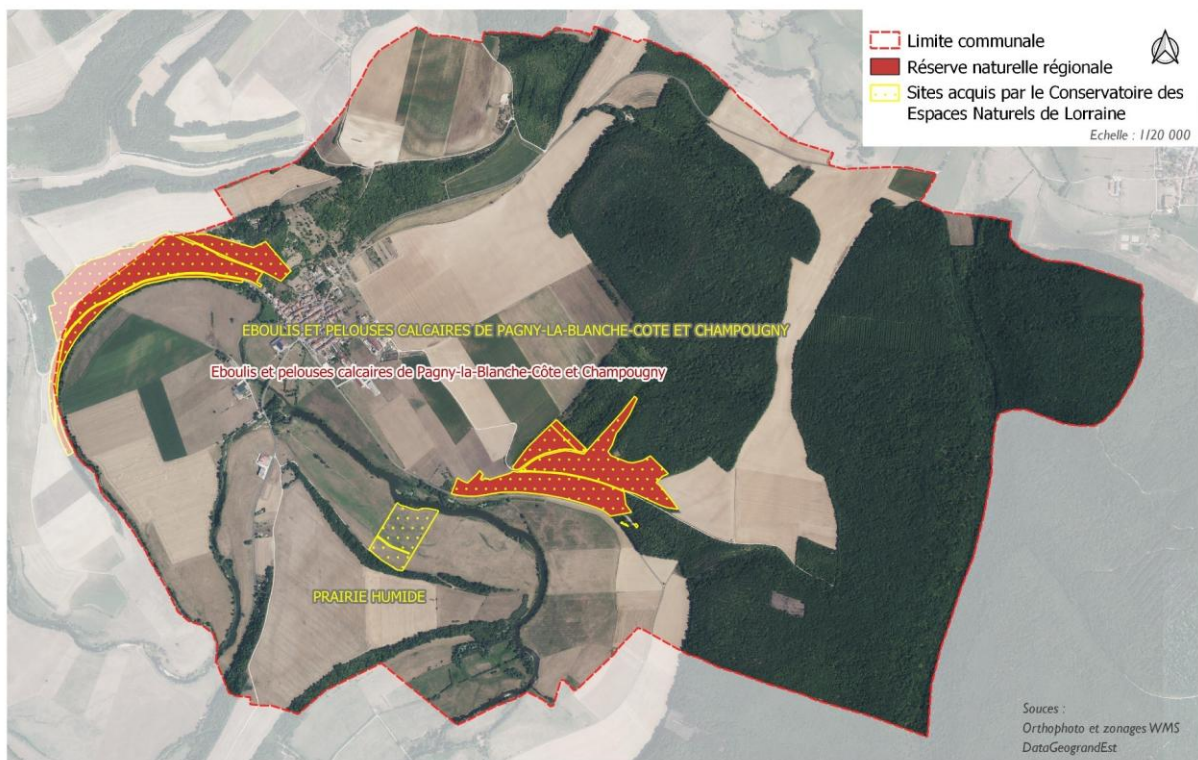 Limite communale
Réserve naturelle régionale
Sites acquis par le Conservatoire des
Espaces Naturels de Lorraine
Echelle : 1/20 000
EBOULIS ET PELOUSES CALCAIRES DE PAGNY-LA-BLANCHE-COTE ET CHAMPOUGNY
Eboulis et pelouses calcaires de Pagny-la-Blanche-Côte et Champougny
PRAIRIE HUMIDE
Souces :
Orthophoto et zonages WMS
DataGeograndEst